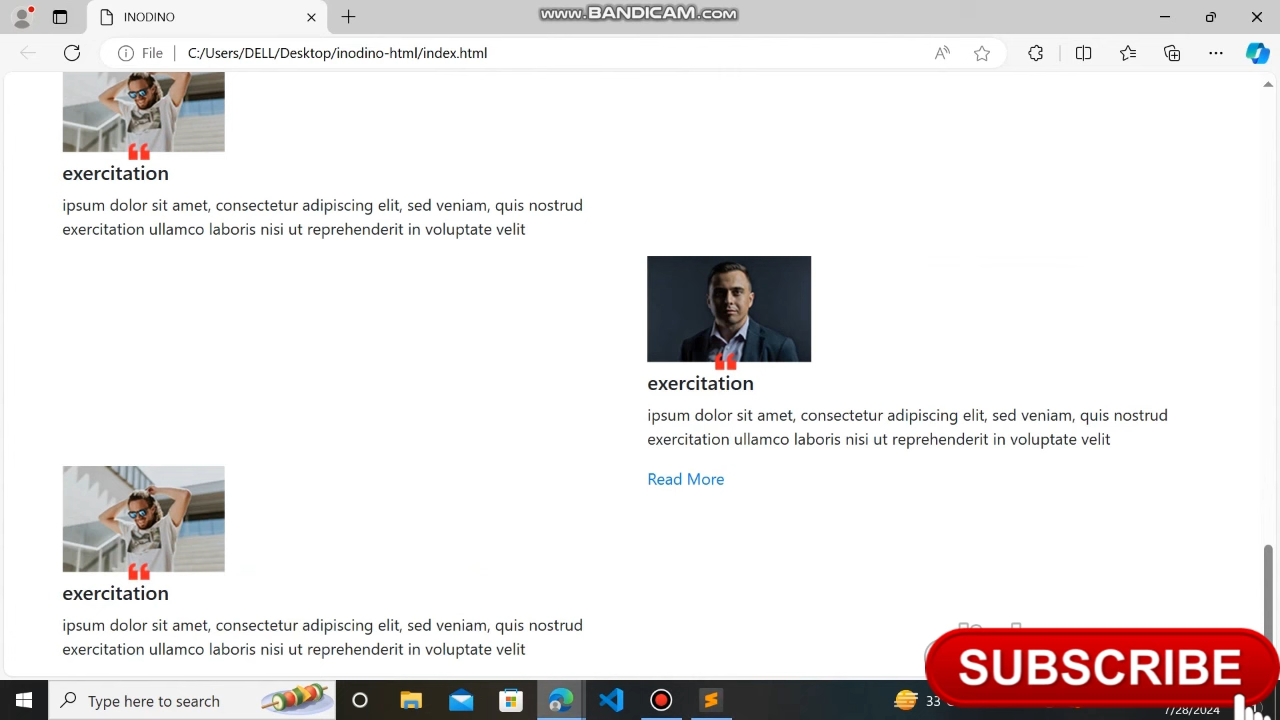 INODINO
www.BANDICAM.com
File
C:/Users/DELL/Desktop/inodino-html/index.html
exercitation
ipsum dolor sit amet, consectetur adipiscing elit, sed veniam, quis nostrud
exercitation ullamco laboris nisi ut reprehenderit in voluptate velit
exercitation
ipsum dolor sit amet, consectetur adipiscing elit, sed veniam, quis nostrud
exercitation ullamco laboris nisi ut reprehenderit in voluptate velit
Read More
exercitation
ipsum dolor sit amet, consectetur adipiscing elit, sed veniam, quis nostrud
exercitation ullamco laboris nisi ut reprehenderit in voluptate velit
SUBSCRIBE
Type here to search
33
7/28/2024